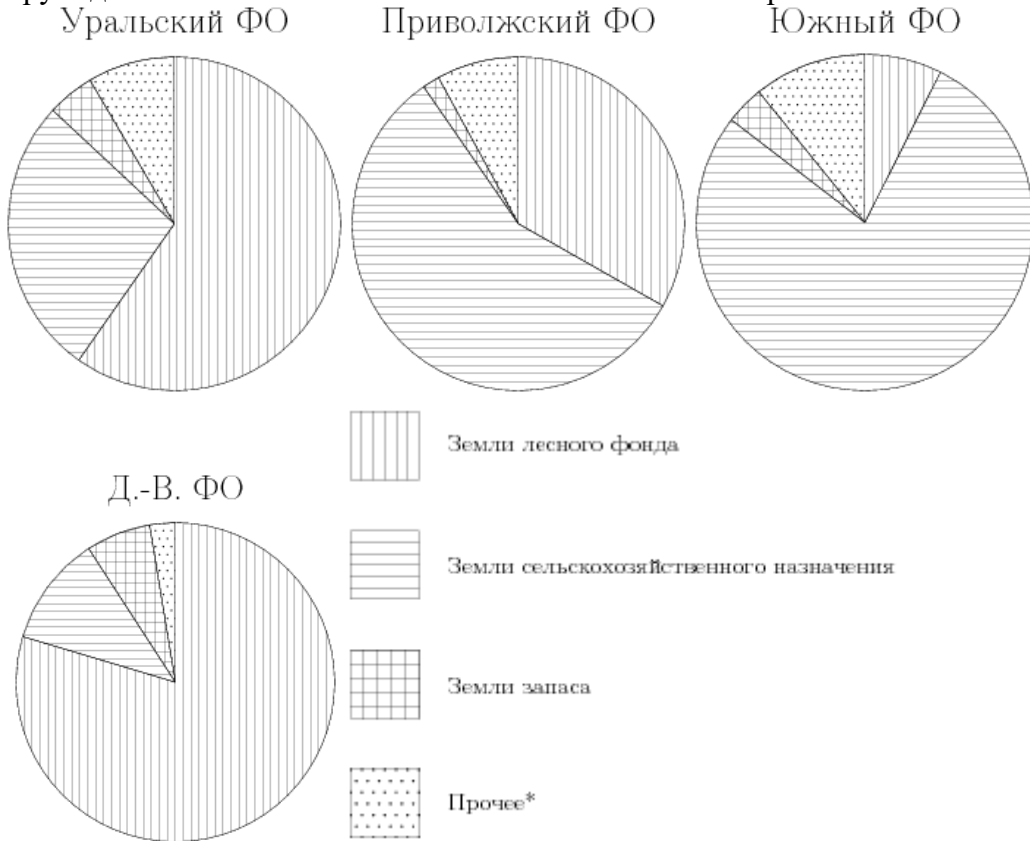 Уральский ФО
Приволжский ФО
Южный ФО
Земли лесного фонда
Д.-В. ФО
Земли сельскохозяйственного назначения
Земли запаса
Прочее*